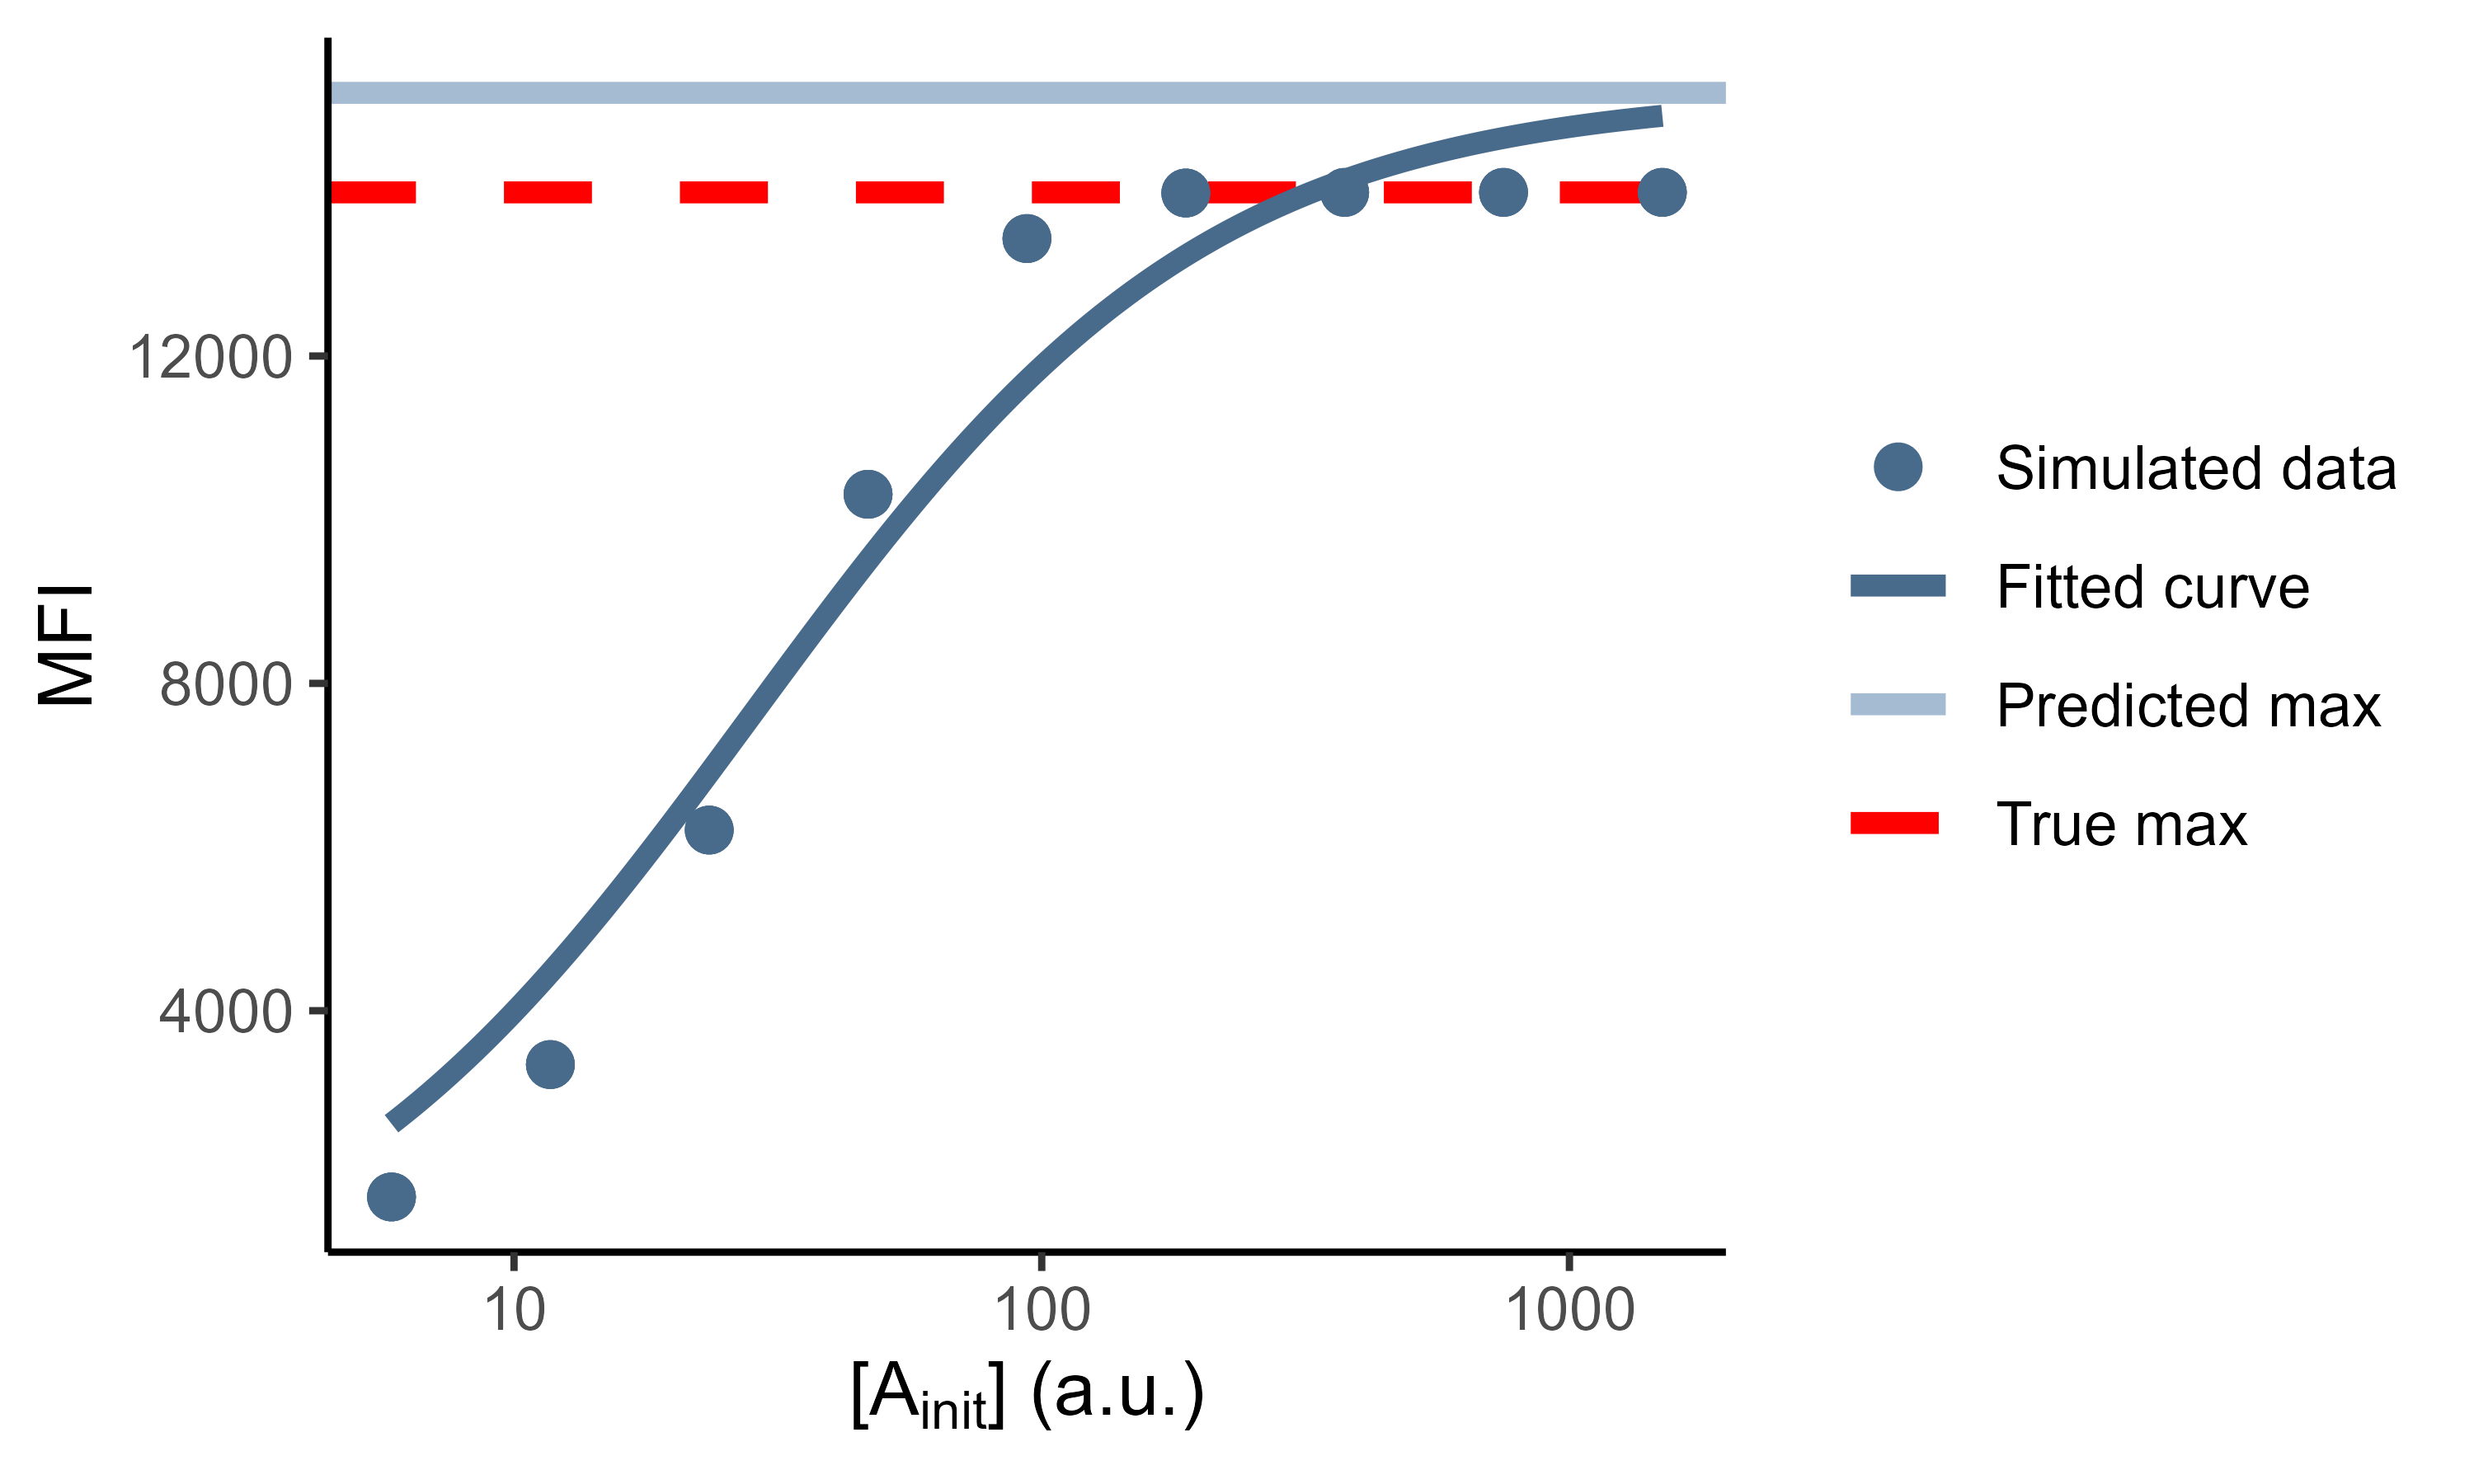 MFI
12000
8000
4000
10 100 1000
[Ainit] (a.u.)
Simulated data
Fitted curve
Predicted max
True max